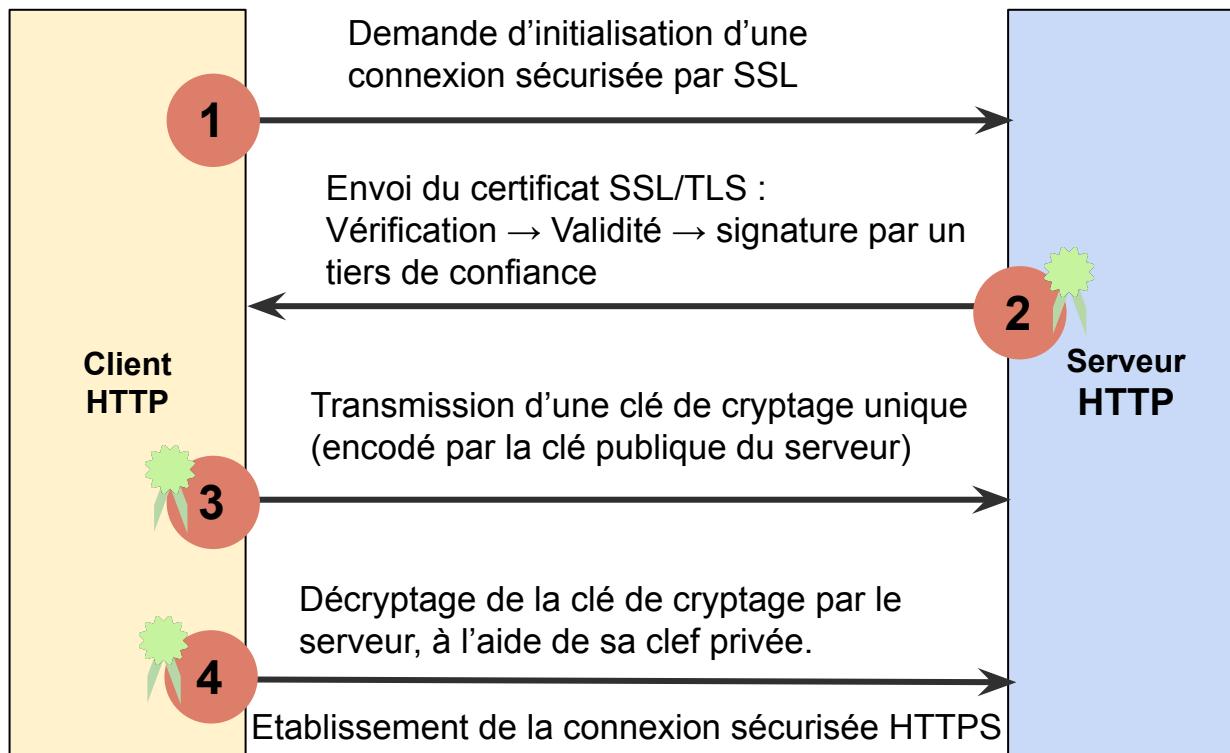 Demande d’initialisation d’une
connexion sécurisée par SSL
1
Envoi du certificat SSL/TLS :
Vérification → Validité → signature par un
tiers de confiance
2
Client
HTTP
Serveur
HTTP
Transmission d’une clé de cryptage unique
(encodé par la clé publique du serveur)
3
Décryptage de la clé de cryptage par le
serveur, à l’aide de sa clef privée.
4
Etablissement de la connexion sécurisée HTTPS